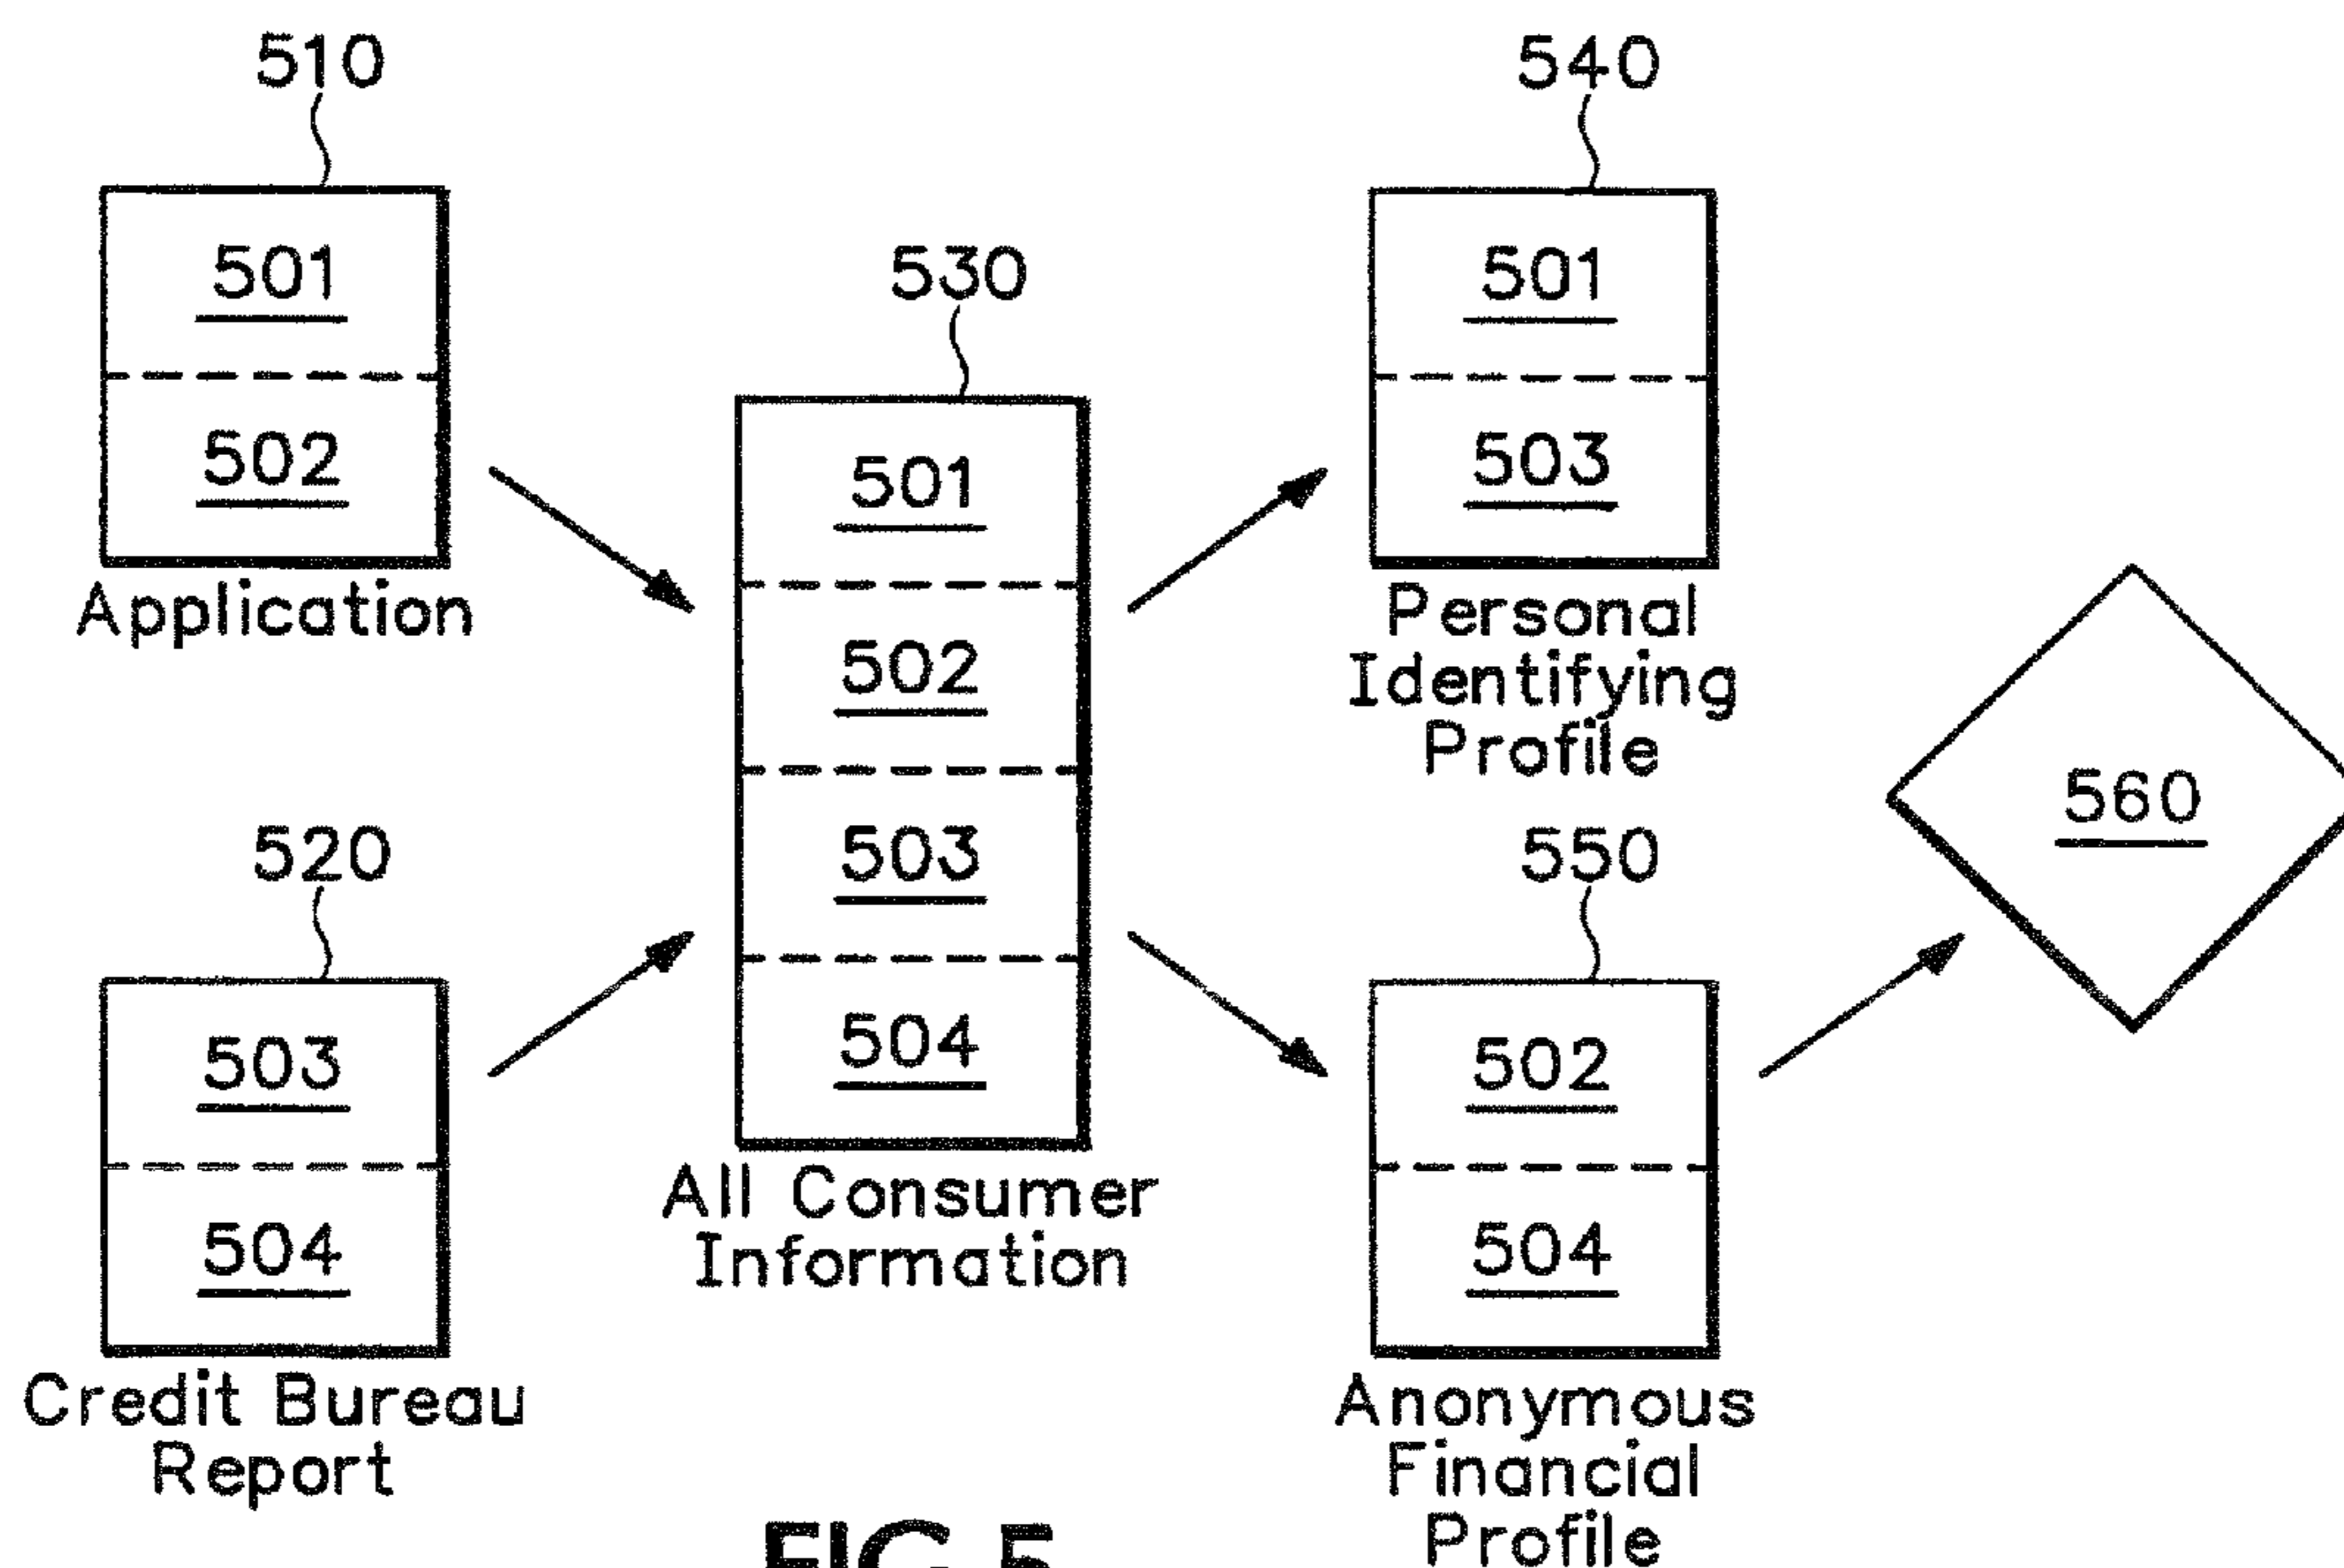 510
501
502
Application
520
503
504
Credit Bureau
Report
530
501
502
503
504
All Consumer
Information
540
501
503
Personal
Identifying
Profile
550
502
504
Anonymous
Financial
Profile
560
FIG.5